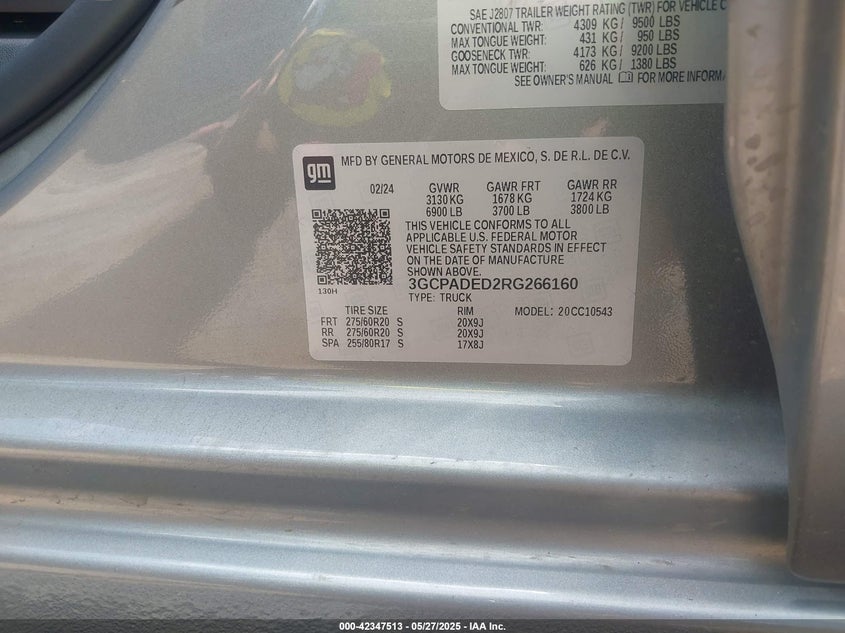 SAE J2807 TRAILER WEIGHT RATING (TWR) FOR VEHICLE
CONVENTIONAL TWR: 4309 KG / 9500 LBS
MAX TONGUE WEIGHT: 431 KG / 950 LBS
GOOSENECK TWR: 4173 KG / 9200 LBS
MAX TONGUE WEIGHT: 626 KG / 1380 LBS
SEE OWNER'S MANUAL FOR MORE INFORM
gm
MFD BY GENERAL MOTORS DE MEXICO, S. DE R.L. DE C.V.
02/24 GVWR GAWR FRT GAWR RR
3130 KG 1678 KG 1724 KG
6900 LB 3700 LB 3800 LB
THIS VEHICLE CONFORMS TO ALL
APPLICABLE U.S. FEDERAL MOTOR
VEHICLE SAFETY STANDARDS IN EFFECT
ON THE DATE OF MANUFACTURE
SHOWN ABOVE.
130H
3GCPADED2RG266160
TYPE: TRUCK
TIRE SIZE RIM MODEL: 20CC10543
FRT 275/60R20 S 20X9J
RR 275/60R20 S 20X9J
SPA 255/80R17 S 17X8J
000-42347513 - 05/27/2025 - IAA Inc.